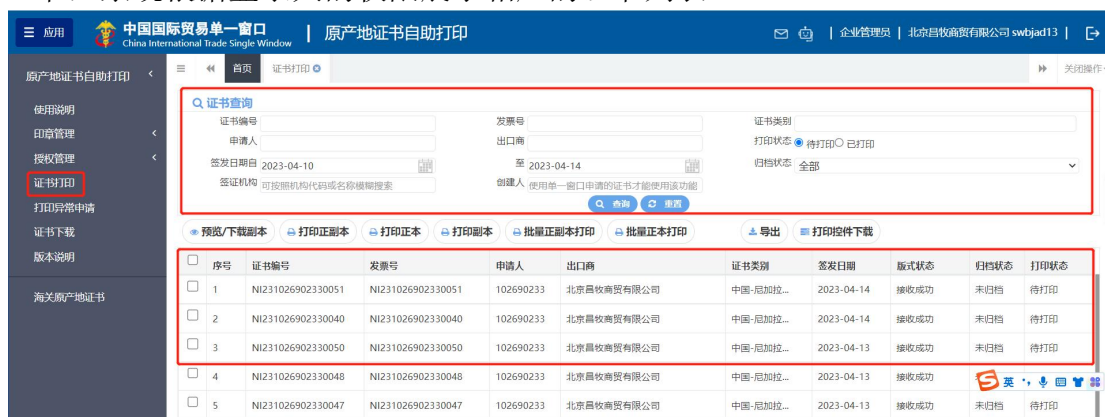 应用 中国国际贸易单一窗口 China International Trade Single Window | 原产地证书自助打印 | 企业管理员 | 北京昌牧商贸有限公司 swbjad13 |
原产地证书自助打印
首页 证书打印 关闭操作
使用说明
印章管理
授权管理
证书打印
打印异常申请
证书下载
版本说明
海关原产地证书
证书查询
证书编号 发票号 证书类别
申请人 出口商 打印状态 待打印 已打印
签发日期自 2023-04-10 至 2023-04-14 归档状态 全部
签证机构 可按照机构代码或名称模糊搜索 创建人 使用单一窗口申请的证书才能使用该功能
查询 重置
预览/下载副本 打印正副本 打印正本 打印副本 批量正副本打印 批量正本打印 导出 打印控件下载
序号 证书编号 发票号 申请人 出口商 证书类别 签发日期 版式状态 归档状态 打印状态
1 NI231026902330051 NI231026902330051 102690233 北京昌牧商贸有限公司 中国-尼加拉... 2023-04-14 接收成功 未归档 待打印
2 NI231026902330040 NI231026902330040 102690233 北京昌牧商贸有限公司 中国-尼加拉... 2023-04-14 接收成功 未归档 待打印
3 NI231026902330050 NI231026902330050 102690233 北京昌牧商贸有限公司 中国-尼加拉... 2023-04-13 接收成功 未归档 待打印
4 NI231026902330048 NI231026902330048 102690233 北京昌牧商贸有限公司 中国-尼加拉... 2023-04-13 接收成功
英
5 NI231026902330047 NI231026902330047 102690233 北京昌牧商贸有限公司 中国-尼加拉... 2023-04-13 接收成功 未归档 待打印